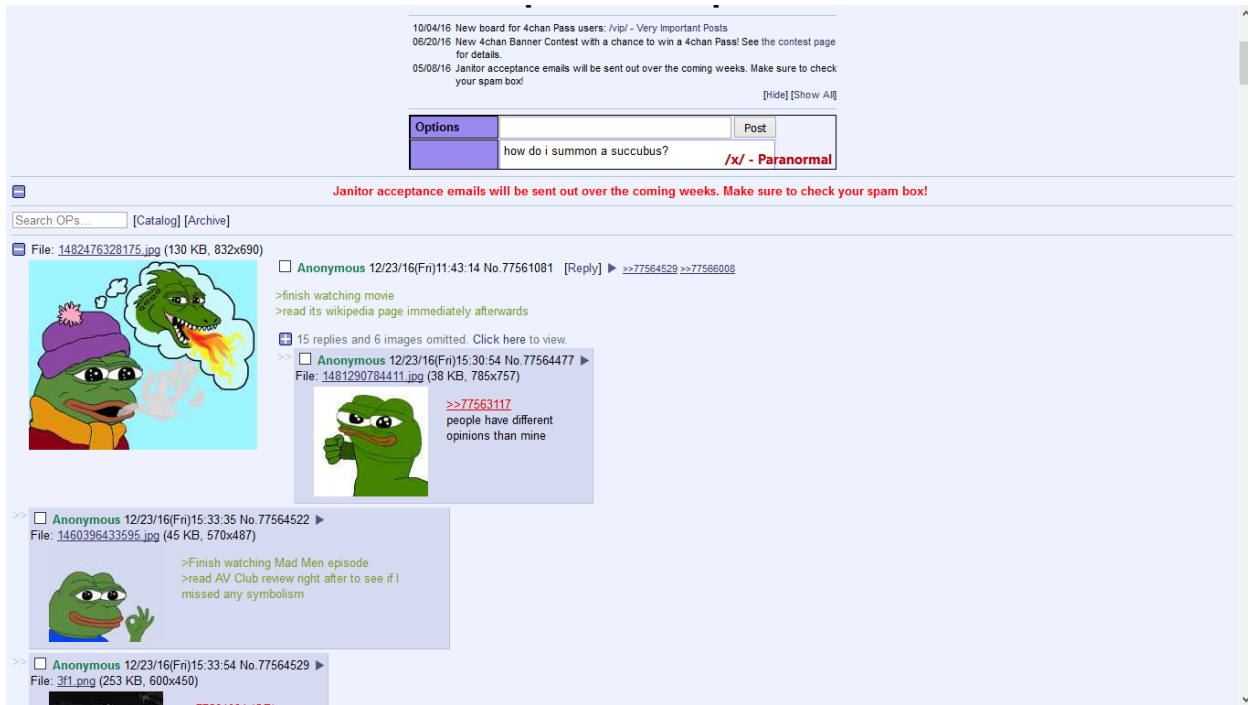 10/04/16 New board for 4chan Pass users: /vip/ - Very Important Posts
06/20/16 New 4chan Banner Contest with a chance to win a 4chan Pass! See the contest page
for details.
05/08/16 Janitor acceptance emails will be sent out over the coming weeks. Make sure to check
your spam box!
[Hide] [Show All]
Options Post
how do i summon a succubus?
/x/ - Paranormal
Janitor acceptance emails will be sent out over the coming weeks. Make sure to check your spam box!
Search OPs... [Catalog] [Archive]
File: 1482476328175.jpg (130 KB, 832x690)
Anonymous 12/23/16(Fri)11:43:14 No.77561081 [Reply] ▶ >>77564529 >>77566008
>finish watching movie
>read its wikipedia page immediately afterwards
15 replies and 6 images omitted. Click here to view.
>> Anonymous 12/23/16(Fri)15:30:54 No.77564477 ▶
File: 1481290784411.jpg (38 KB, 785x757)
>>77563117
people have different
opinions than mine
>> Anonymous 12/23/16(Fri)15:33:35 No.77564522 ▶
File: 1460396433595.jpg (45 KB, 570x487)
>Finish watching Mad Men episode
>read AV Club review right after to see if I
missed any symbolism
>> Anonymous 12/23/16(Fri)15:33:54 No.77564529 ▶
File: 3f1.png (253 KB, 600x450)